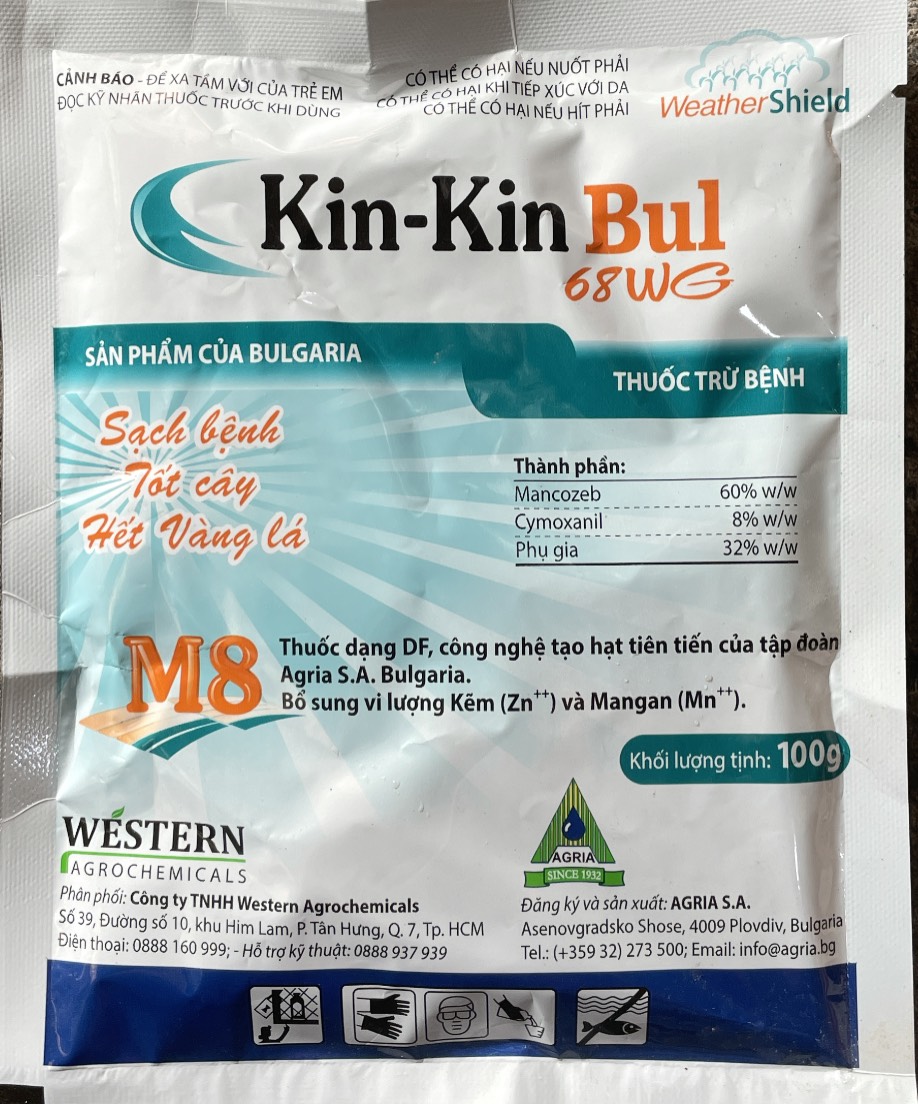 CẢNH BÁO - ĐỂ XA TẦM VỚI CỦA TRẺ EM
ĐỌC KỸ NHÃN THUỐC TRƯỚC KHI DÙNG
CÓ THỂ CÓ HẠI NẾU NUỐT PHẢI
CÓ THỂ CÓ HẠI KHI TIẾP XÚC VỚI DA
CÓ THỂ CÓ HẠI NẾU HÍT PHẢI
WeatherShield
Kin-Kin Bul
68WG
SẢN PHẨM CỦA BULGARIA
THUỐC TRỪ BỆNH
Sạch bệnh
Tốt cây
Hết Vàng lá
Thành phần:
Mancozeb 60% w/w
Cymoxanil 8% w/w
Phụ gia 32% w/w
M8
Thuốc dạng DF, công nghệ tạo hạt tiên tiến của tập đoàn
Agria S.A. Bulgaria.
Bổ sung vi lượng Kẽm (Zn⁺⁺) và Mangan (Mn⁺⁺).
Khối lượng tịnh: 100g
WESTERN
AGROCHEMICALS
Phân phối: Công ty TNHH Western Agrochemicals
Số 39, Đường số 10, khu Him Lam, P. Tân Hưng, Q. 7, Tp. HCM
Điện thoại: 0888 160 999; - Hỗ trợ kỹ thuật: 0888 937 939
AGRIA
SINCE 1932
Đăng ký và sản xuất: AGRIA S.A.
Asenovgradsko Shose, 4009 Plovdiv, Bulgaria
Tel.: (+359 32) 273 500; Email: info@agria.bg